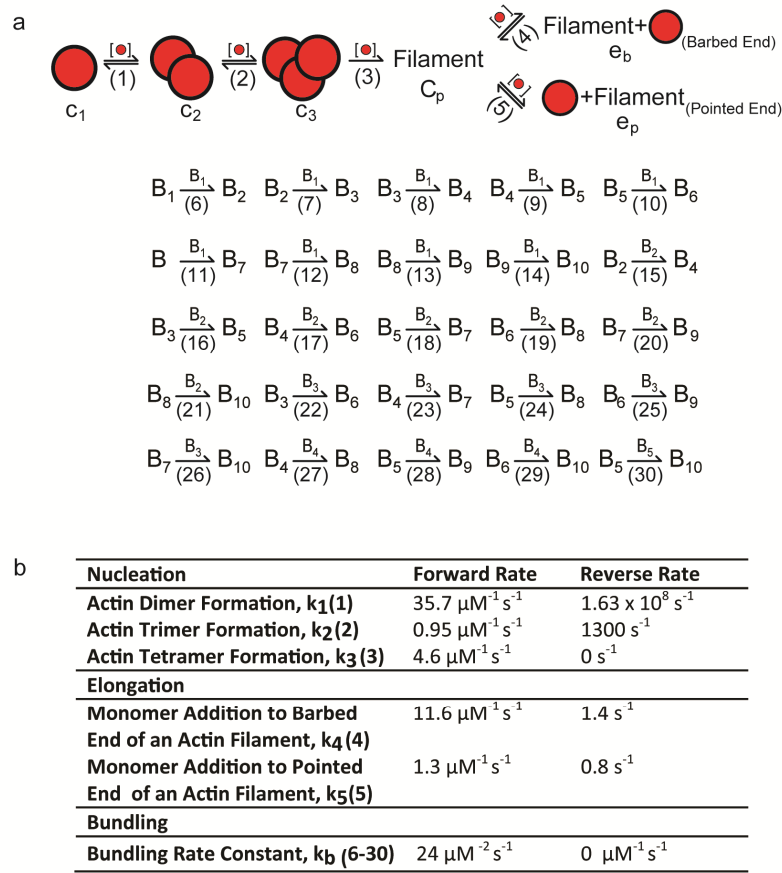 a
[●] [●] [●] [●] Filament+ (Barbed End)
(1) (2) (3) Filament (4) e_b
c₁ c₂ c₃ C_p [●] +Filament (Pointed End)
(5) e_p
B₁ B₁ (6) B₂ B₂ B₁ (7) B₃ B₃ B₁ (8) B₄ B₄ B₁ (9) B₅ B₅ B₁ (10) B₆
B B₁ (11) B₇ B₇ B₁ (12) B₈ B₈ B₁ (13) B₉ B₉ B₁ (14) B₁₀ B₂ B₂ (15) B₄
B₃ B₂ (16) B₅ B₄ B₂ (17) B₆ B₅ B₂ (18) B₇ B₆ B₂ (19) B₈ B₇ B₂ (20) B₉
B₈ B₂ (21) B₁₀ B₃ B₃ (22) B₆ B₄ B₃ (23) B₇ B₅ B₃ (24) B₈ B₆ B₃ (25) B₉
B₇ B₃ (26) B₁₀ B₄ B₄ (27) B₈ B₅ B₄ (28) B₉ B₆ B₄ (29) B₁₀ B₅ B₅ (30) B₁₀
b
Nucleation Forward Rate Reverse Rate
Actin Dimer Formation, k₁(1) 35.7 µM⁻¹ s⁻¹ 1.63 x 10⁸ s⁻¹
Actin Trimer Formation, k₂(2) 0.95 µM⁻¹ s⁻¹ 1300 s⁻¹
Actin Tetramer Formation, k₃(3) 4.6 µM⁻¹ s⁻¹ 0 s⁻¹
Elongation
Monomer Addition to Barbed 11.6 µM⁻¹ s⁻¹ 1.4 s⁻¹
End of an Actin Filament, k₄(4)
Monomer Addition to Pointed 1.3 µM⁻¹ s⁻¹ 0.8 s⁻¹
End of an Actin Filament, k₅(5)
Bundling
Bundling Rate Constant, k_b (6-30) 24 µM⁻² s⁻¹ 0 µM⁻¹ s⁻¹